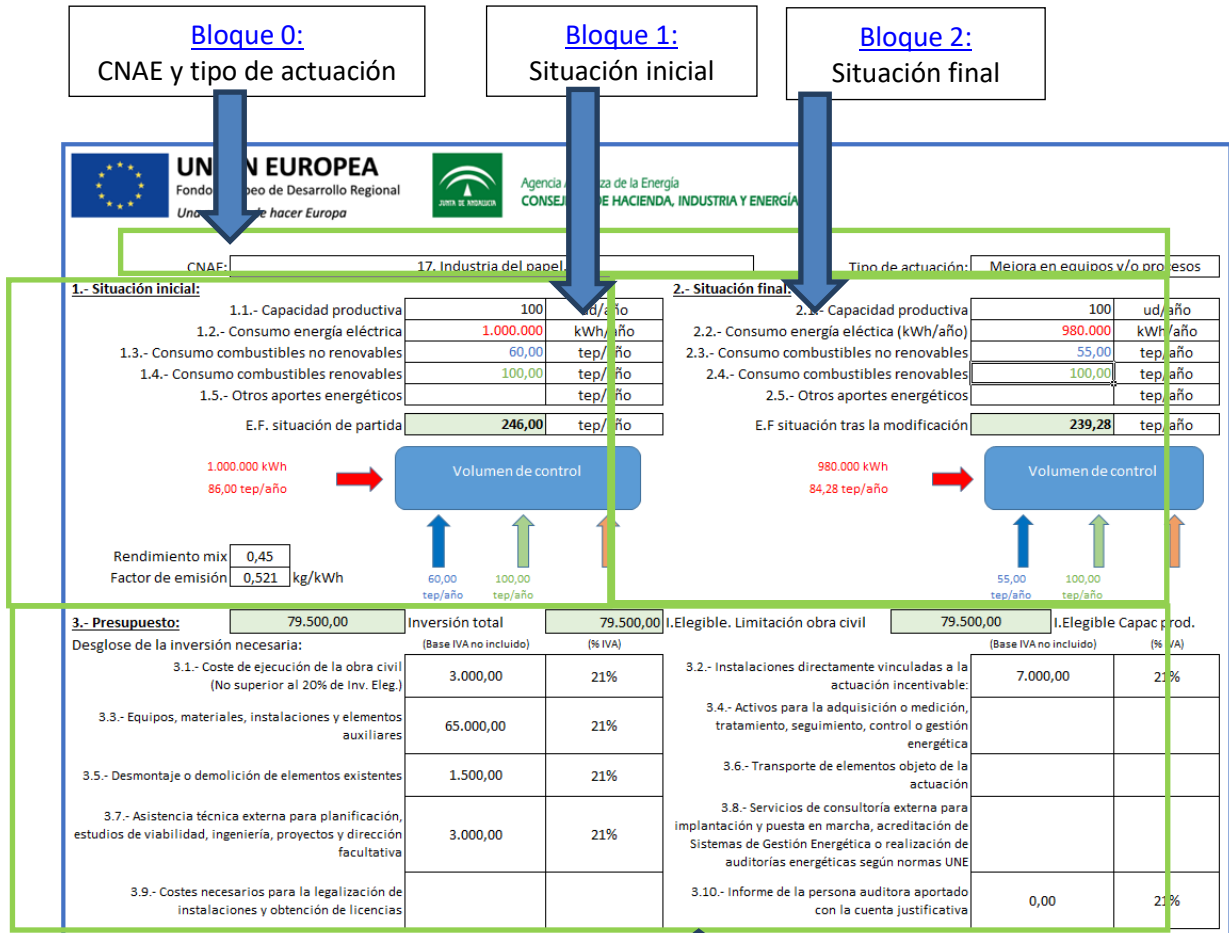 Bloque 0:
CNAE y tipo de actuación
Bloque 1:
Situación inicial
Bloque 2:
Situación final
EUROPEA
de Desarrollo Regional
hacer Europa
JUNTA DE ANDALUCIA
Agencia de la Energía
DE HACIENDA, INDUSTRIA Y ENERGÍA
CNAE: 17. Industria del papel. Tipo de actuación: Mejora en equipos y/o procesos
1.- Situación inicial:
1.1.- Capacidad productiva 100 ud/año
1.2.- Consumo energía eléctrica 1.000.000 kWh/año
1.3.- Consumo combustibles no renovables 60,00 tep/año
1.4.- Consumo combustibles renovables 100,00 tep/año
1.5.- Otros aportes energéticos tep/año
E.F. situación de partida 246,00 tep/año
1.000.000 kWh
86,00 tep/año
Volumen de control
Rendimiento mix 0,45
Factor de emisión 0,521 kg/kWh
60,00 100,00
tep/año tep/año
2.- Situación final:
2.1.- Capacidad productiva 100 ud/año
2.2.- Consumo energía eléctica (kWh/año) 980.000 kWh/año
2.3.- Consumo combustibles no renovables 55,00 tep/año
2.4.- Consumo combustibles renovables 100,00 tep/año
2.5.- Otros aportes energéticos tep/año
E.F situación tras la modificación 239,28 tep/año
980.000 kWh
84,28 tep/año
Volumen de control
55,00 100,00
tep/año tep/año
3.- Presupuesto: 79.500,00 Inversión total 79.500,00 I.Elegible. Limitación obra civil 79.500,00 I.Elegible Capac prod.
Desglose de la inversión necesaria: (Base IVA no incluido) (% IVA) (Base IVA no incluido) (% IVA)
3.1.- Coste de ejecución de la obra civil
(No superior al 20% de Inv. Eleg.)
3.000,00 21%
3.2.- Instalaciones directamente vinculadas a la
actuación incentivable:
7.000,00 21%
3.3.- Equipos, materiales, instalaciones y elementos
auxiliares
65.000,00 21%
3.4.- Activos para la adquisición o medición,
tratamiento, seguimiento, control o gestión
energética
3.5.- Desmontaje o demolición de elementos existentes 1.500,00 21%
3.6.- Transporte de elementos objeto de la
actuación
3.7.- Asistencia técnica externa para planificación,
estudios de viabilidad, ingeniería, proyectos y dirección
facultativa
3.000,00 21%
3.8.- Servicios de consultoría externa para
implantación y puesta en marcha, acreditación de
Sistemas de Gestión Energética o realización de
auditorías energéticas según normas UNE
3.9.- Costes necesarios para la legalización de
instalaciones y obtención de licencias
3.10.- Informe de la persona auditora aportado
con la cuenta justificativa
0,00 21%